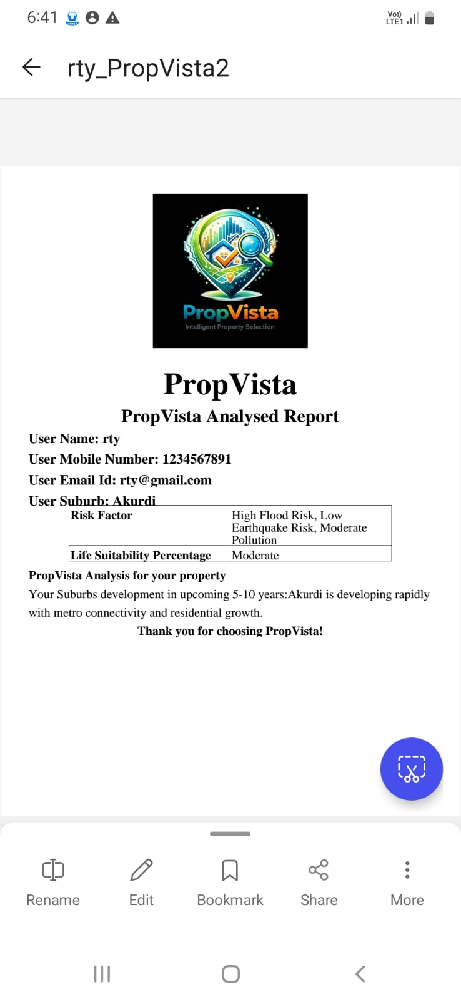 6:41
Vo))
LTE1
rty_PropVista2
PropVista
Intelligent Property Selection
PropVista
PropVista Analysed Report
User Name: rty
User Mobile Number: 1234567891
User Email Id: rty@gmail.com
User Suburb: Akurdi
Risk Factor
High Flood Risk, Low
Earthquake Risk, Moderate
Pollution
Life Suitability Percentage
Moderate
PropVista Analysis for your property
Your Suburbs development in upcoming 5-10 years:Akurdi is developing rapidly
with metro connectivity and residential growth.
Thank you for choosing PropVista!
Rename
Edit
Bookmark
Share
More